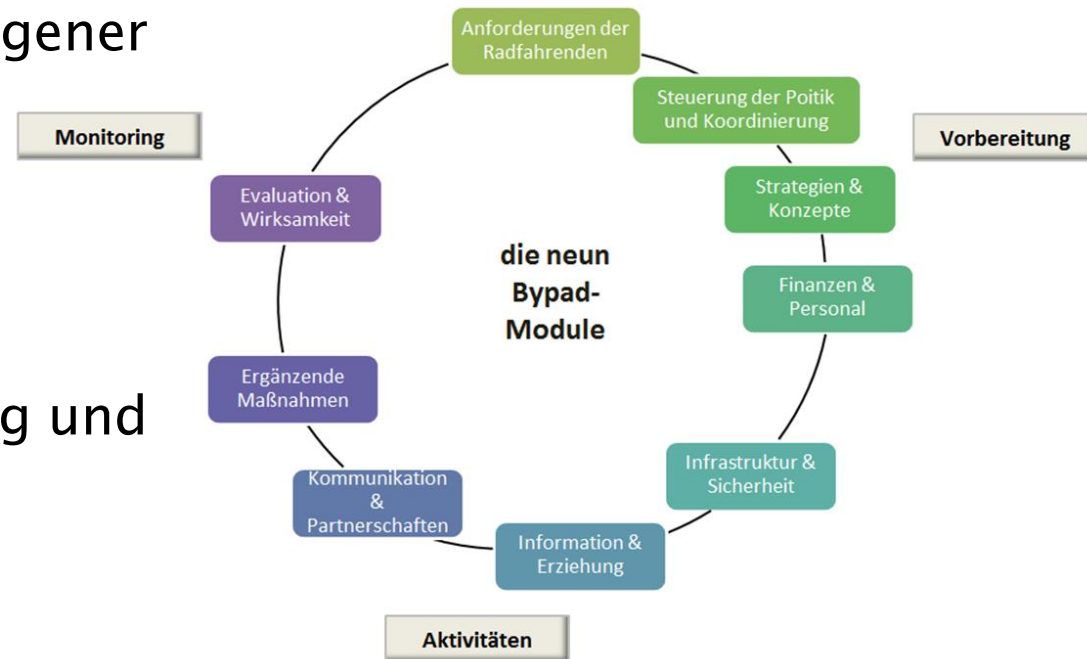 gener
g und
Monitoring
Vorbereitung
Aktivitäten
die neun
Bypad-
Module
Anforderungen der
Radfahrenden
Steuerung der Poitik
und Koordinierung
Strategien &
Konzepte
Finanzen &
Personal
Infrastruktur &
Sicherheit
Information &
Erziehung
Kommunikation
&
Partnerschaften
Ergänzende
Maßnahmen
Evaluation &
Wirksamkeit